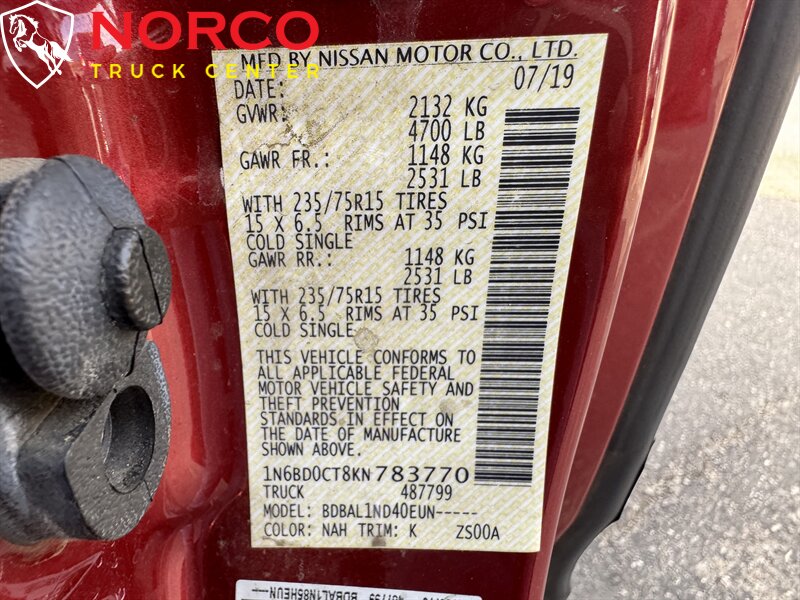 NORCO
TRUCK CENTER
MFD BY NISSAN MOTOR CO., LTD.
DATE: 07/19
GVWR: 2132 KG
4700 LB
GAWR FR.: 1148 KG
2531 LB
WITH 235/75R15 TIRES
15 X 6.5 RIMS AT 35 PSI
COLD SINGLE
GAWR RR.: 1148 KG
2531 LB
WITH 235/75R15 TIRES
15 X 6.5 RIMS AT 35 PSI
COLD SINGLE
THIS VEHICLE CONFORMS TO
ALL APPLICABLE FEDERAL
MOTOR VEHICLE SAFETY AND
THEFT PREVENTION
STANDARDS IN EFFECT ON
THE DATE OF MANUFACTURE
SHOWN ABOVE.
1N6BD0CT8KN783770
TRUCK 487799
MODEL: BDBAL1ND40EUN-----
COLOR: NAH TRIM: K ZS00A